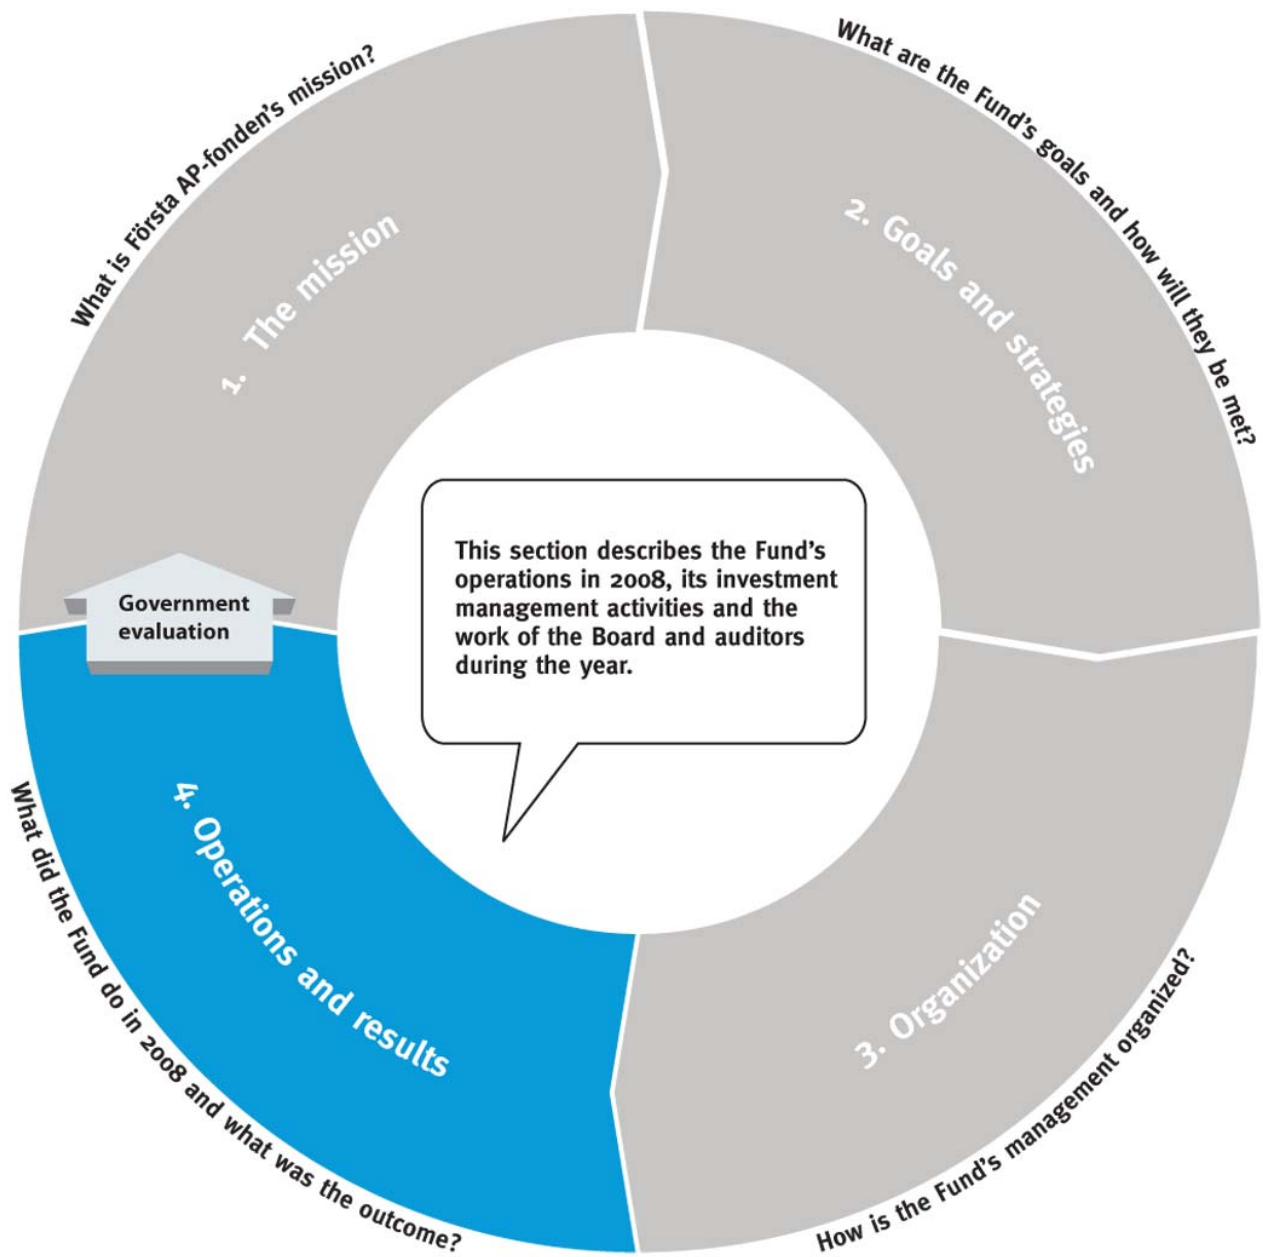 What is Första AP-fonden's mission?
1. The mission
What are the Fund's goals and how will they be met?
2. Goals and strategies
This section describes the Fund's
operations in 2008, its investment
management activities and the
work of the Board and auditors
during the year.
Government
evaluation
3. Organization
How is the Fund's management organized?
4. Operations and results
What did the Fund do in 2008 and what was the outcome?